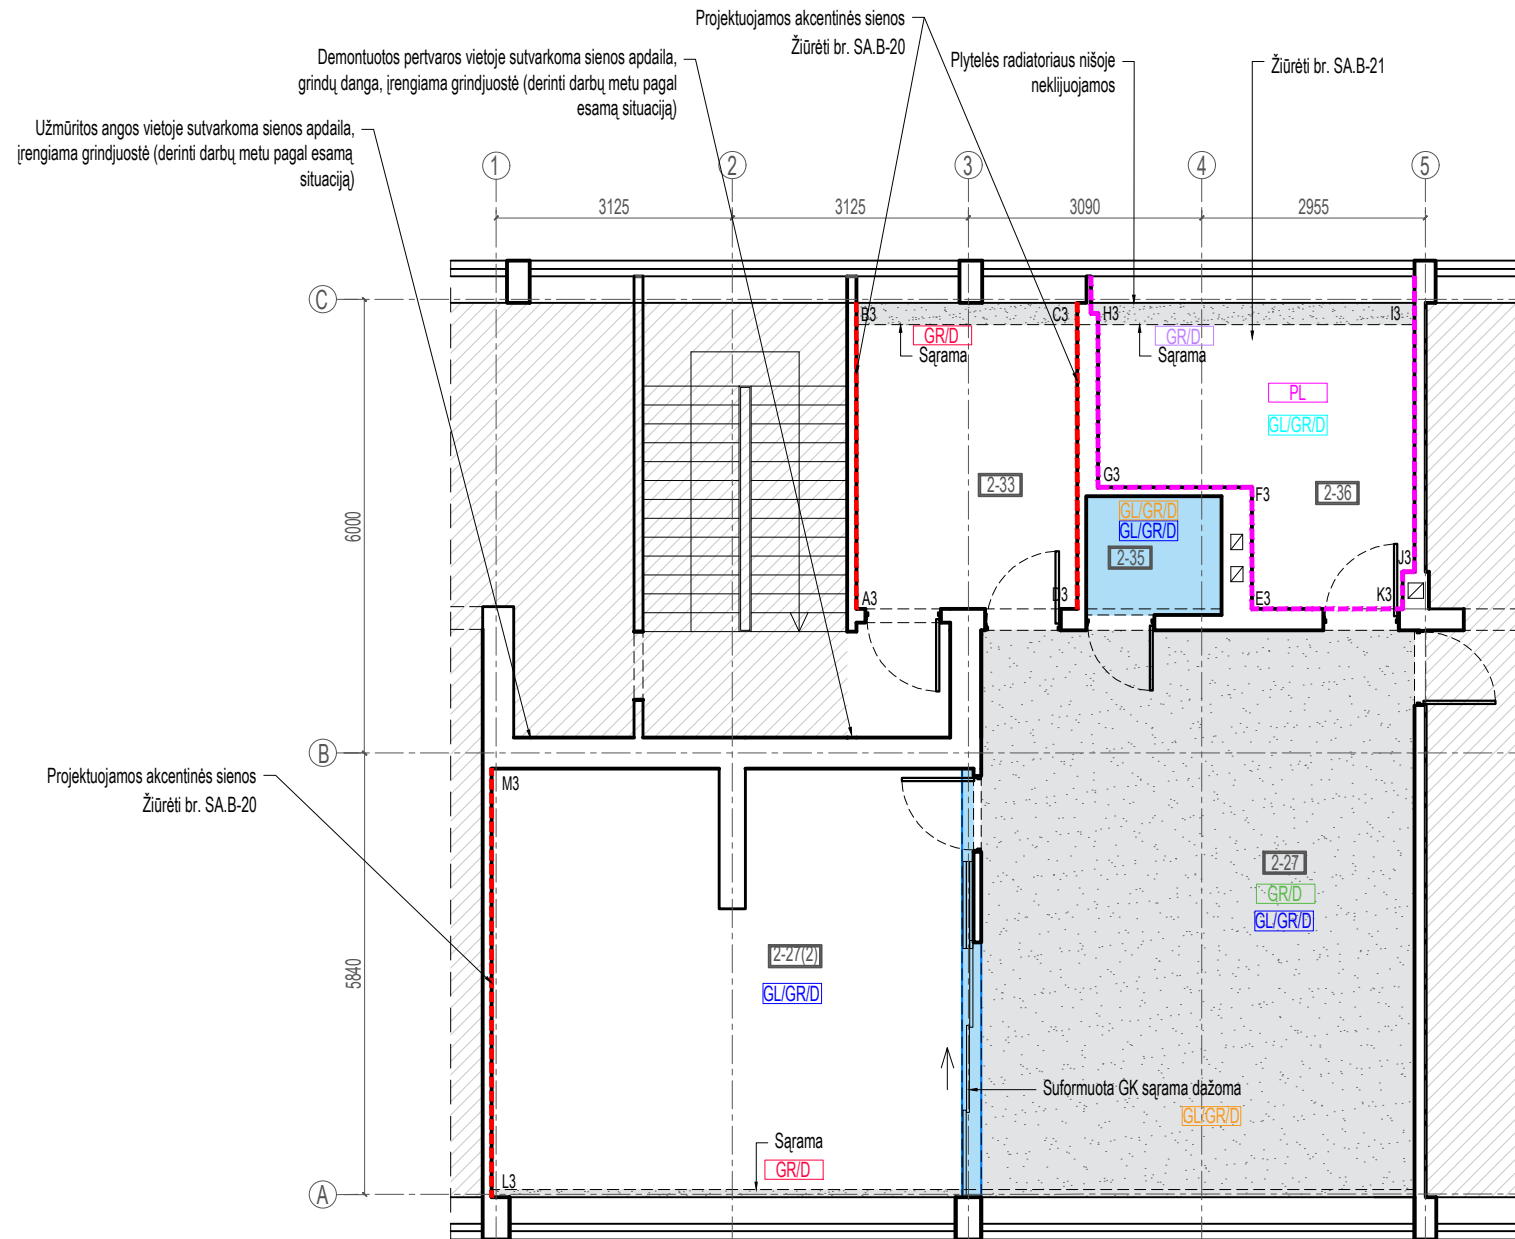 Projektuojamos akcentinės sienos
Žiūrėti br. SA.B-20
Demontuotos pertvaros vietoje sutvarkoma sienos apdaila,
grindų danga, įrengiama grindjuostė (derinti darbų metu pagal
esamą situaciją)
Plytelės radiatoriaus nišoje
neklijuojamos
Žiūrėti br. SA.B-21
Užmūritos angos vietoje sutvarkoma sienos apdaila,
įrengiama grindjuostė (derinti darbų metu pagal esamą
situaciją)
1
2
3
4
5
3125
3125
3090
2955
C
B3
C3
H3
I3
GR/D
GR/D
Sąrama
Sąrama
PL
GL/GR/D
G3
2-33
F3
2-36
GL/GR/D
GL/GR/D
2-35
6000
J3
A3
D3
E3
K3
B
Projektuojamos akcentinės sienos
Žiūrėti br. SA.B-20
M3
2-27
GR/D
GL/GR/D
2-27(2)
GL/GR/D
5840
Suformuota GK sąrama dažoma
GL/GR/D
Sąrama
GR/D
L3
A